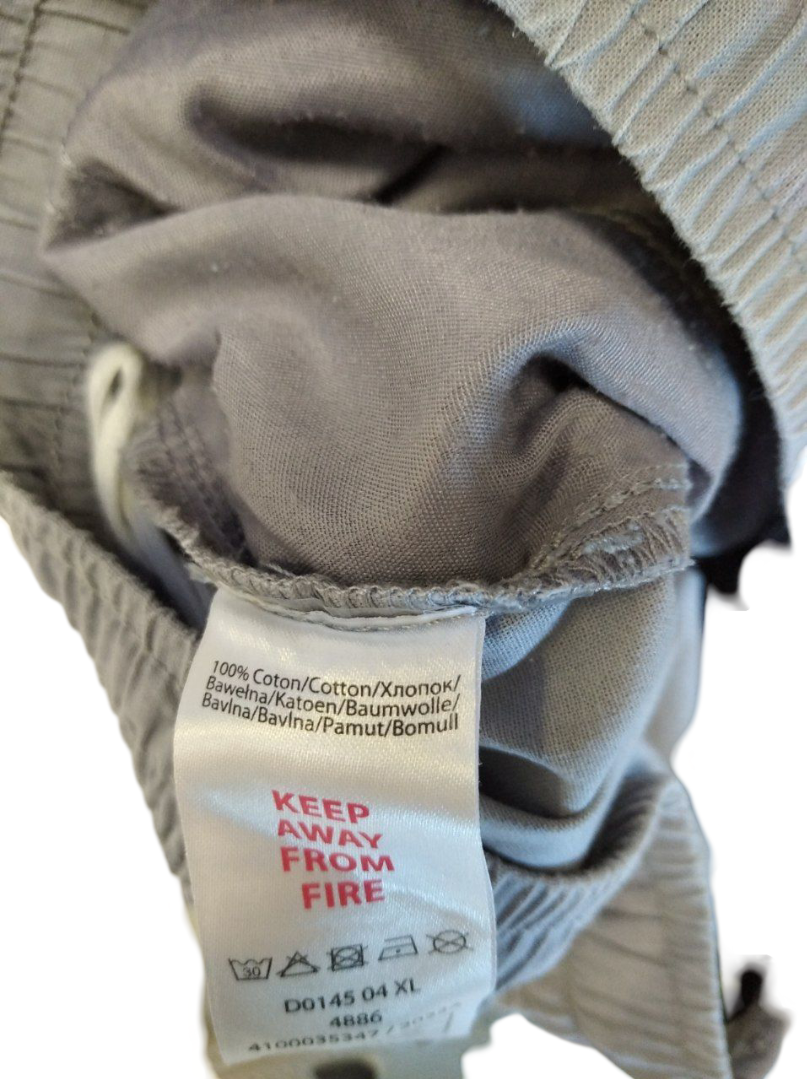 100% Coton/Cotton/Хлопок/
Bawełna/Katoen/Baumwolle/
Bavlna/Bavlna/Pamut/Bomull
KEEP
AWAY
FROM
FIRE
30
D0145 04 XL
4886
4100035347 /